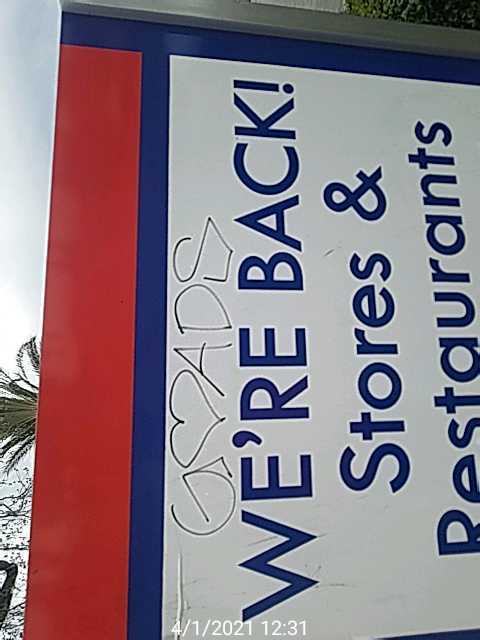 WE'RE BACK!
Stores &
Restaurants
4/1/2021 12:31